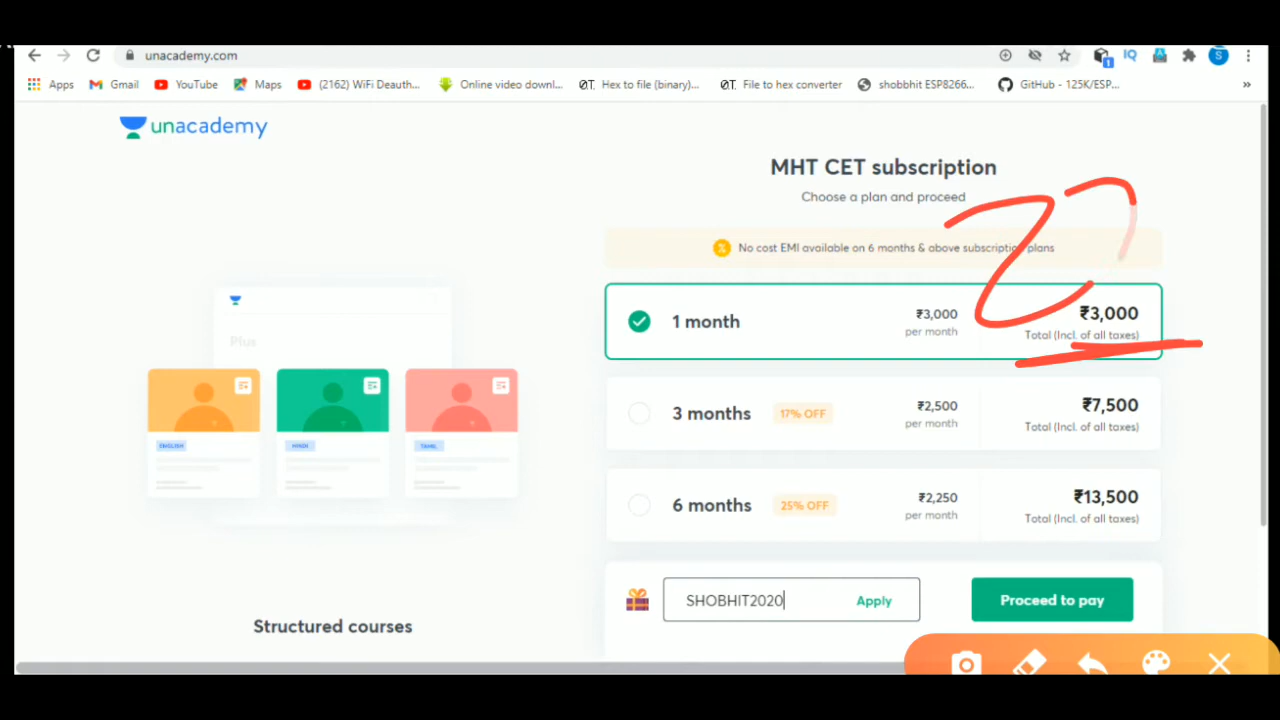 unacademy.com
Apps Gmail YouTube Maps (2162) WiFi Deauth... Online video downl... Hex to file (binary)... File to hex converter shobbhit ESP8266... GitHub - 125K/ESP... »
unacademy
MHT CET subscription
Choose a plan and proceed
No cost EMI available on 6 months & above subscription plans
1 month ₹3,000 per month ₹3,000 Total (Incl. of all taxes)
3 months 17% OFF ₹2,500 per month ₹7,500 Total (Incl. of all taxes)
6 months 25% OFF ₹2,250 per month ₹13,500 Total (Incl. of all taxes)
Plus
ENGLISH HINDI TAMIL
SHOBHIT2020 Apply Proceed to pay
Structured courses